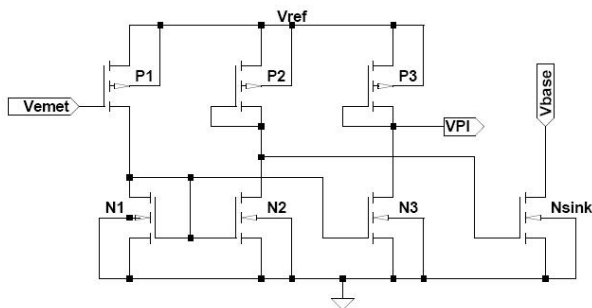 Vref
P1
P2
P3
Vemet
VPI
Vbase
N1
N2
N3
Nsink